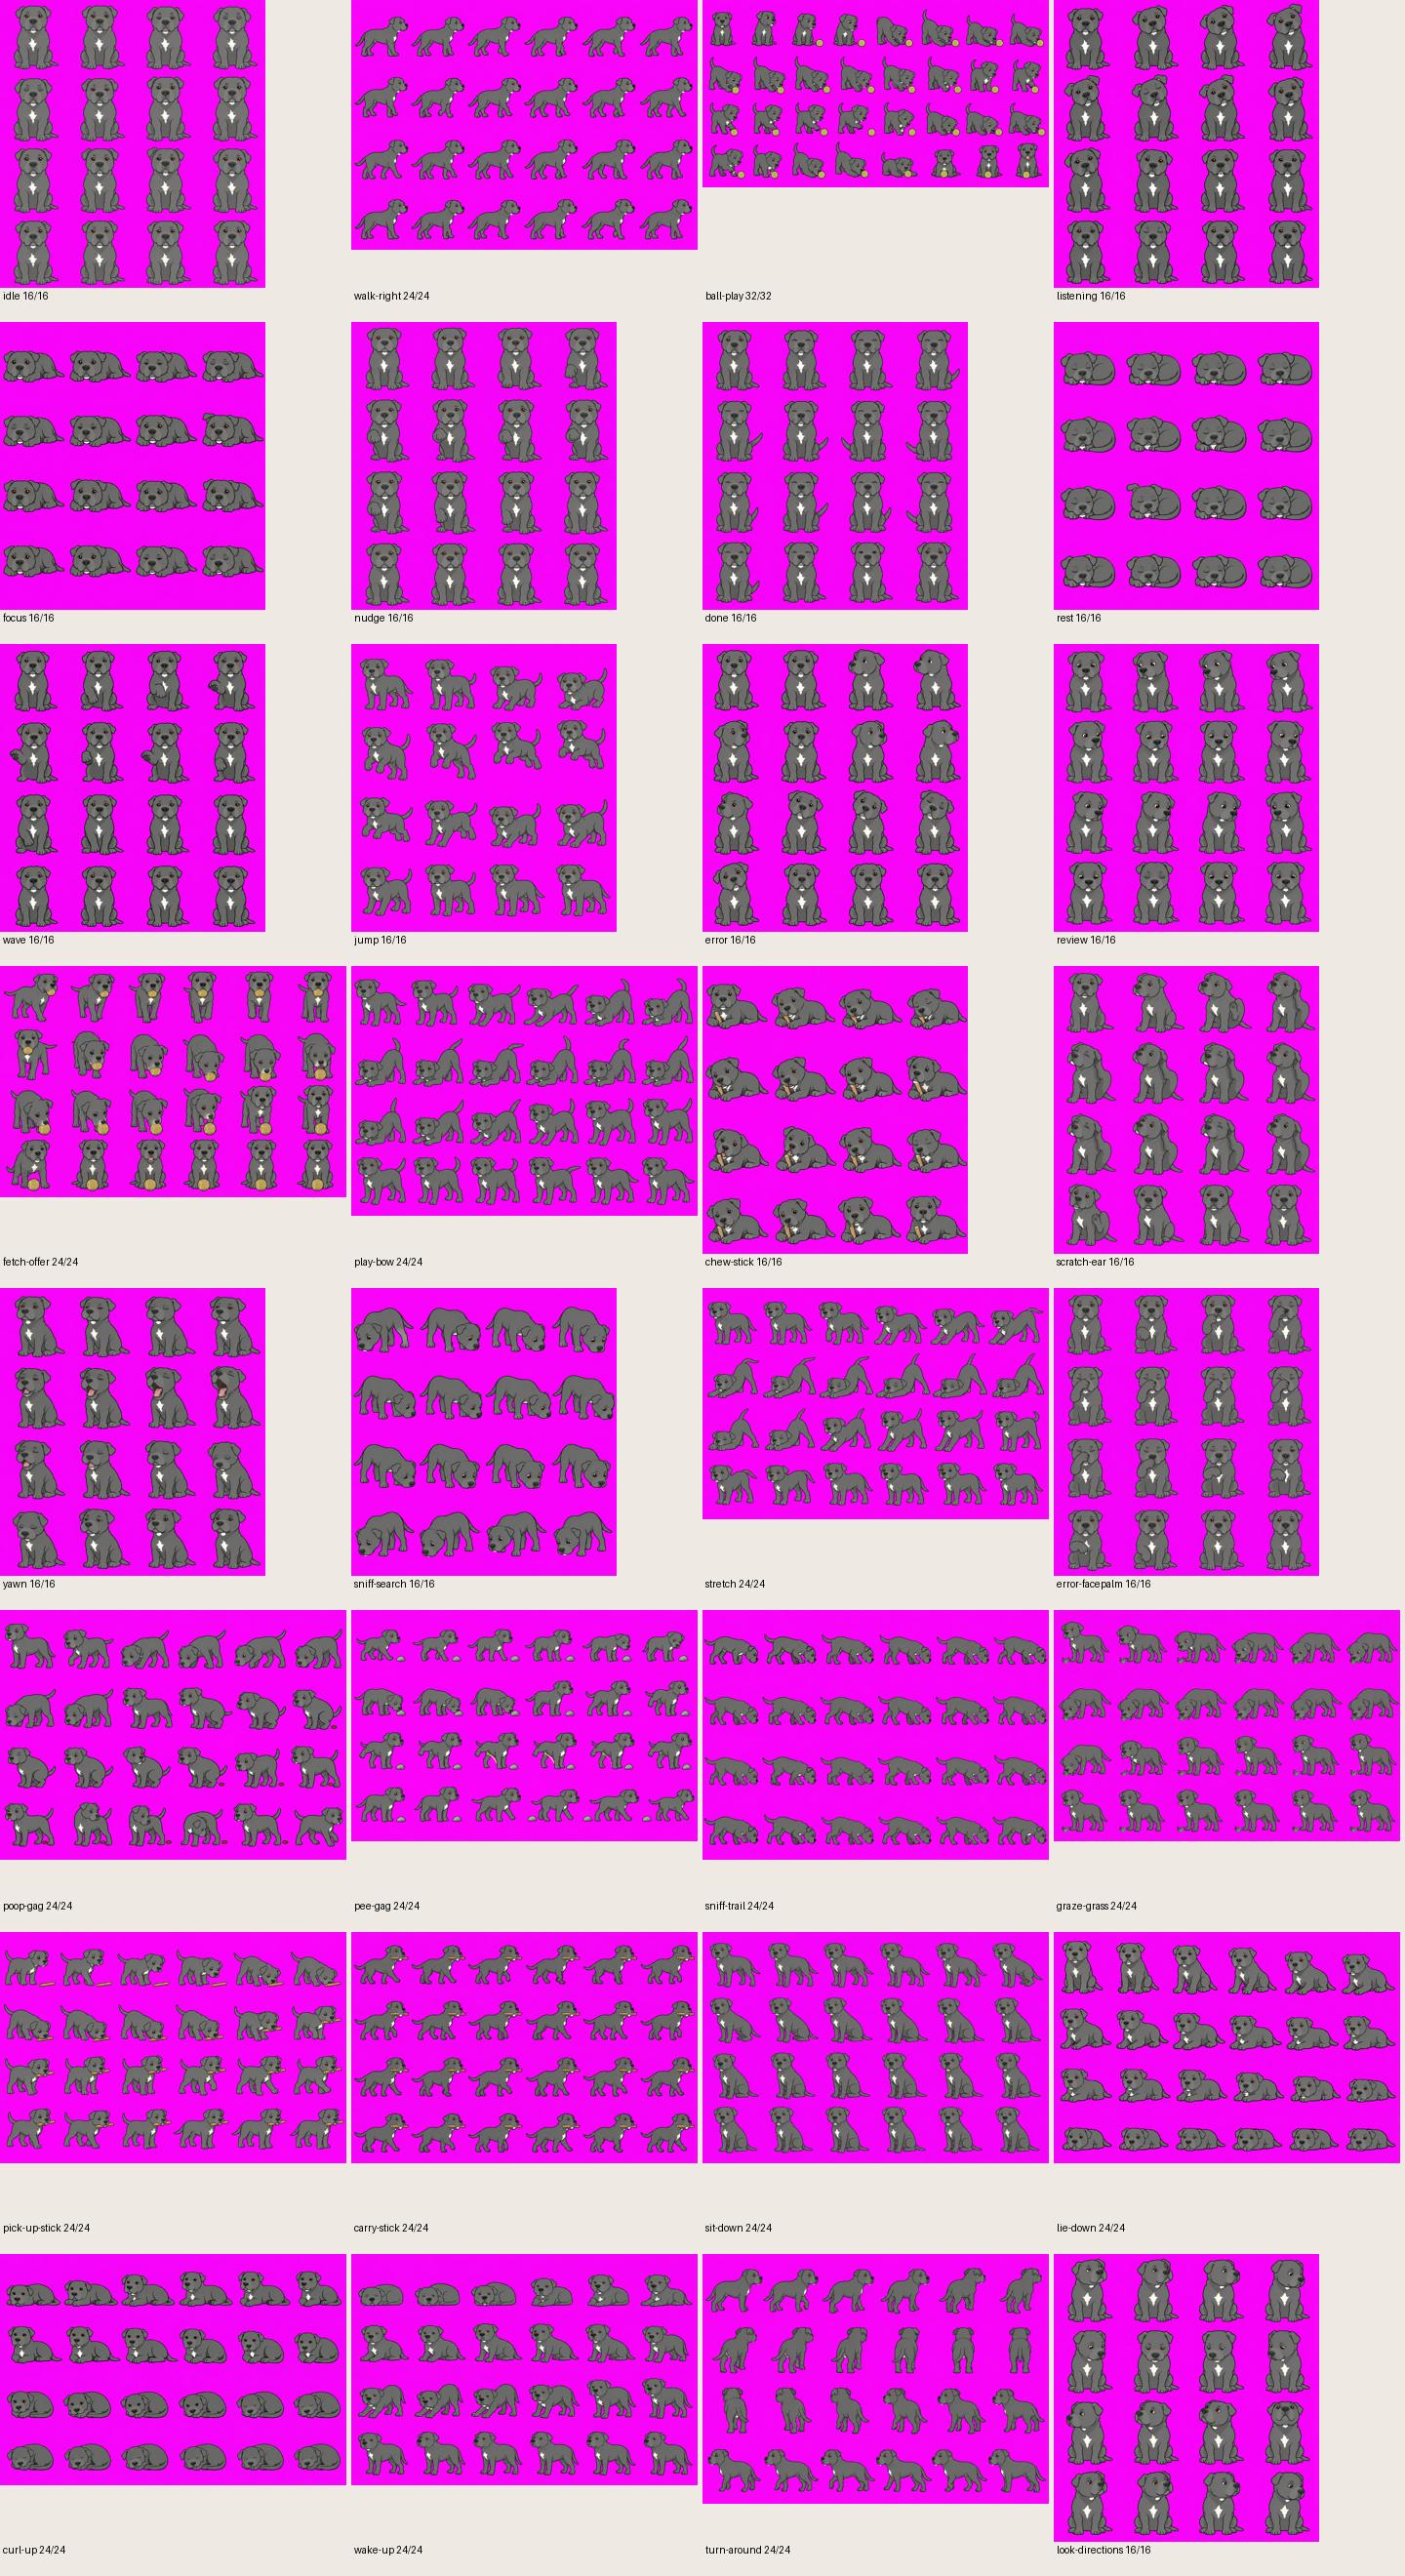 idle 16/16
walk-right 24/24
ball-play 32/32
listening 16/16
focus 16/16
nudge 16/16
done 16/16
rest 16/16
wave 16/16
jump 16/16
error 16/16
review 16/16
fetch-offer 24/24
play-bow 24/24
chew-stick 16/16
scratch-ear 16/16
yawn 16/16
sniff-search 16/16
stretch 24/24
error-facepalm 16/16
poop-gag 24/24
pee-gag 24/24
sniff-trail 24/24
graze-grass 24/24
pick-up-stick 24/24
carry-stick 24/24
sit-down 24/24
lie-down 24/24
curl-up 24/24
wake-up 24/24
turn-around 24/24
look-directions 16/16